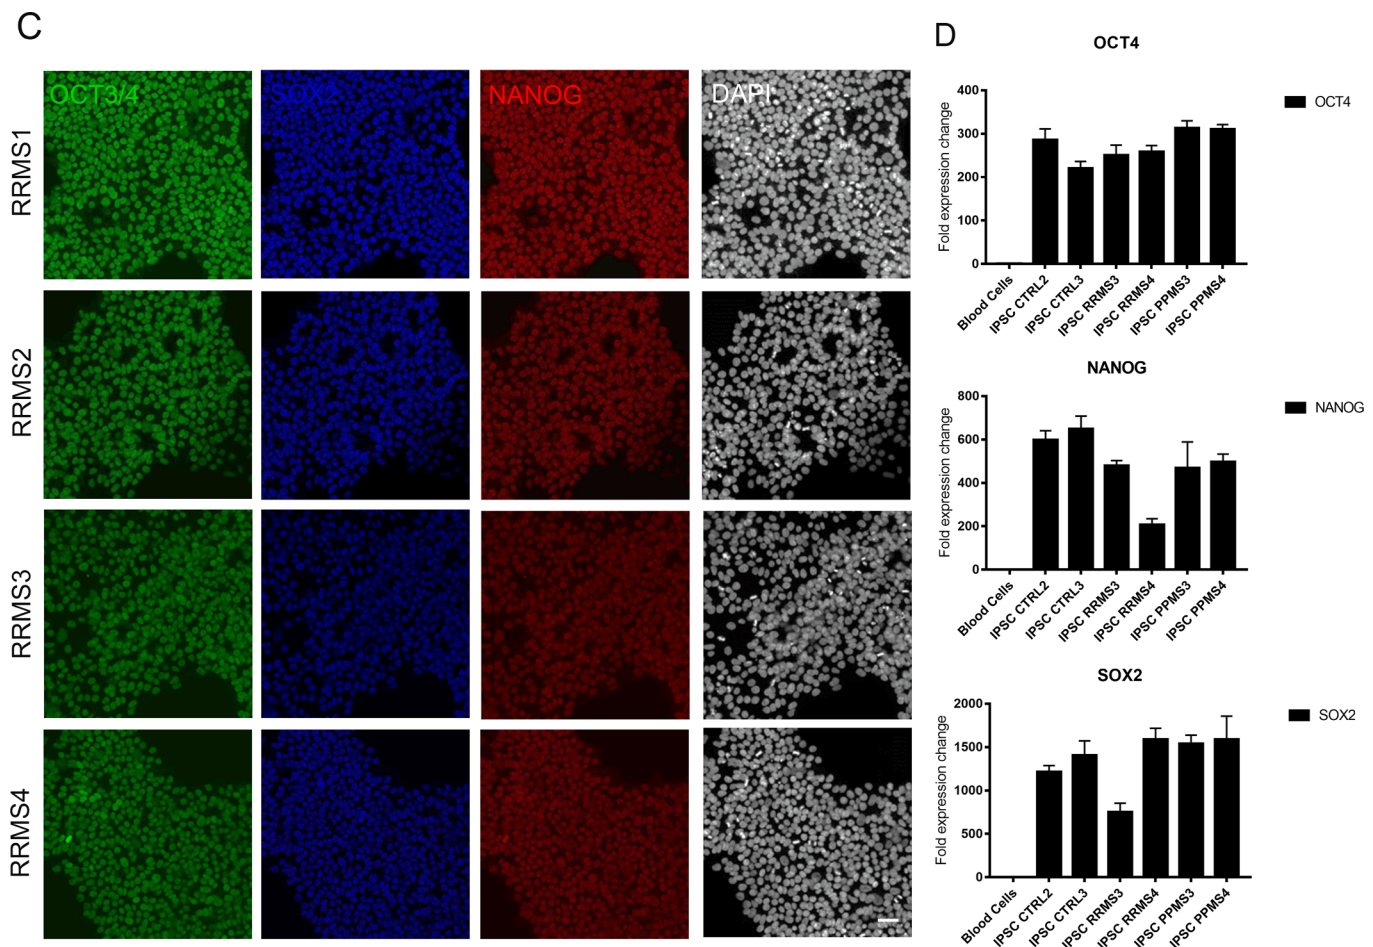 C
OCT3/4
SOX2
NANOG
DAPI
RRMS1
RRMS2
RRMS3
RRMS4
D
OCT4
Fold expression change
400
300
200
100
0
Blood Cells
IPSC CTRL2
IPSC CTRL3
IPSC RRMS3
IPSC RRMS4
IPSC PPMS3
IPSC PPMS4
OCT4
NANOG
Fold expression change
800
600
400
200
0
Blood Cells
IPSC CTRL2
IPSC CTRL3
IPSC RRMS3
IPSC RRMS4
IPSC PPMS3
IPSC PPMS4
NANOG
SOX2
Fold expression change
2000
1500
1000
500
0
Blood Cells
IPSC CTRL2
IPSC CTRL3
IPSC RRMS3
IPSC RRMS4
IPSC PPMS3
IPSC PPMS4
SOX2